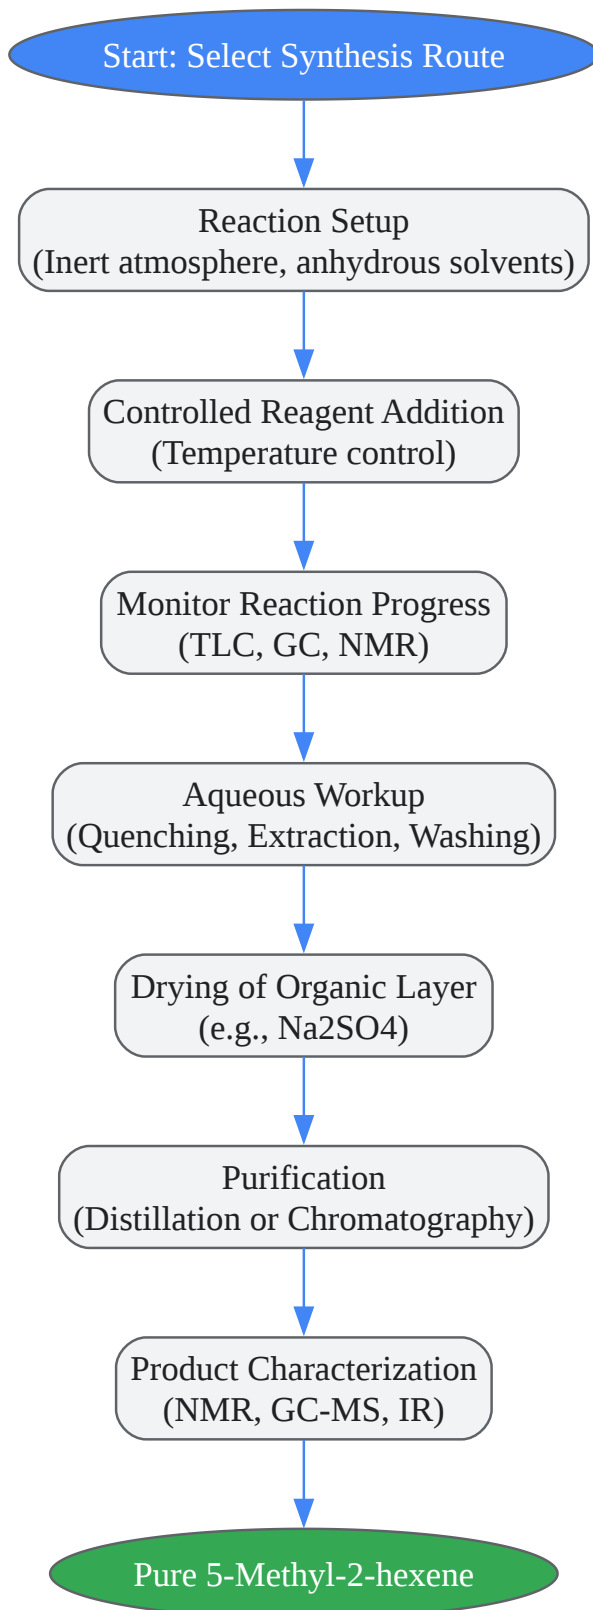 Start: Select Synthesis Route
Reaction Setup
(Inert atmosphere, anhydrous solvents)
Controlled Reagent Addition
(Temperature control)
Monitor Reaction Progress
(TLC, GC, NMR)
Aqueous Workup
(Quenching, Extraction, Washing)
Drying of Organic Layer
(e.g., Na2SO4)
Purification
(Distillation or Chromatography)
Product Characterization
(NMR, GC-MS, IR)
Pure 5-Methyl-2-hexene